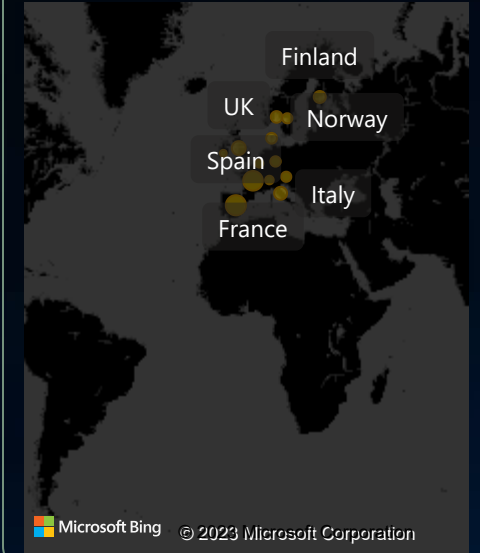 Finland
UK
Norway
Spain
Italy
France
Microsoft Bing
© 2023 Microsoft Corporation